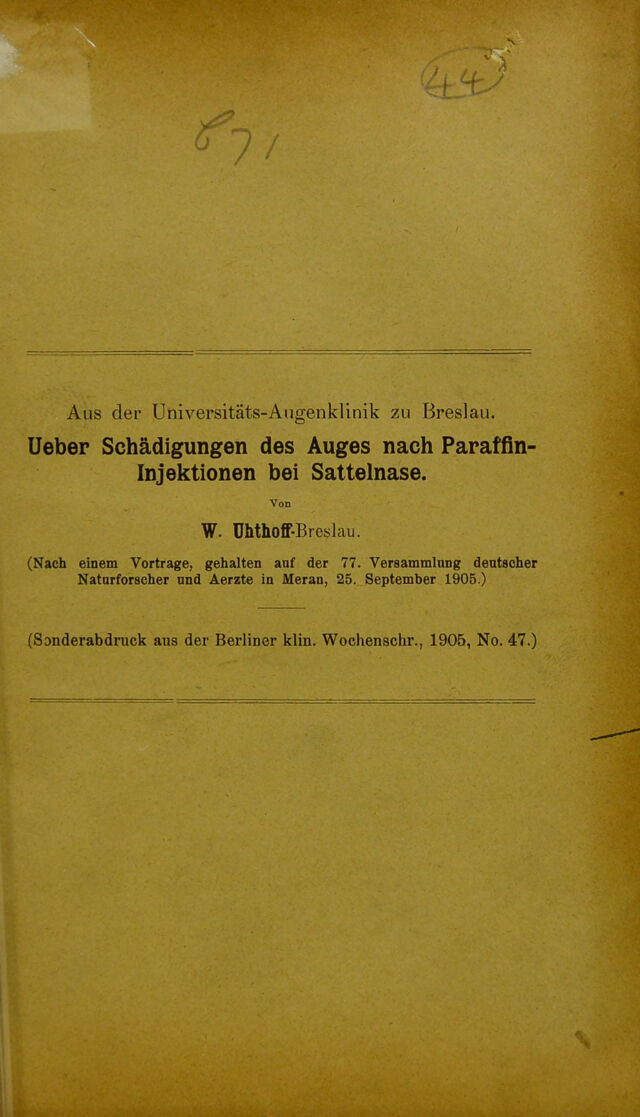 44
671
Aus der Universitäts-Augenklinik zu Breslau.
Ueber Schädigungen des Auges nach Paraffin-
Injektionen bei Sattelnase.
Von
W. Uhthoff-Breslau.
(Nach einem Vortrage, gehalten auf der 77. Versammlung deutscher
Naturforscher und Aerzte in Meran, 25. September 1905.)
(Sonderabdruck aus der Berliner klin. Wochenschr., 1905, No. 47.)